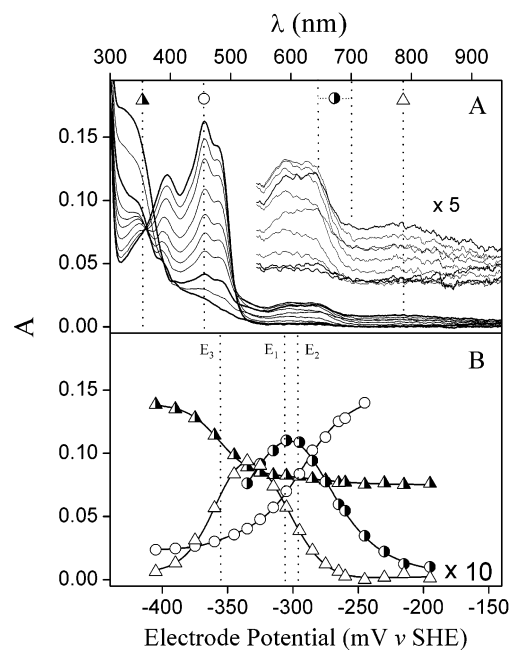 λ (nm)
300 400 500 600 700 800 900
A
0.15
0.10
x 5
0.05
A
0.00
E3 E1 E2
B
0.15
0.10
0.05
0.00
x 10
-400 -350 -300 -250 -200 -150
Electrode Potential (mV v SHE)